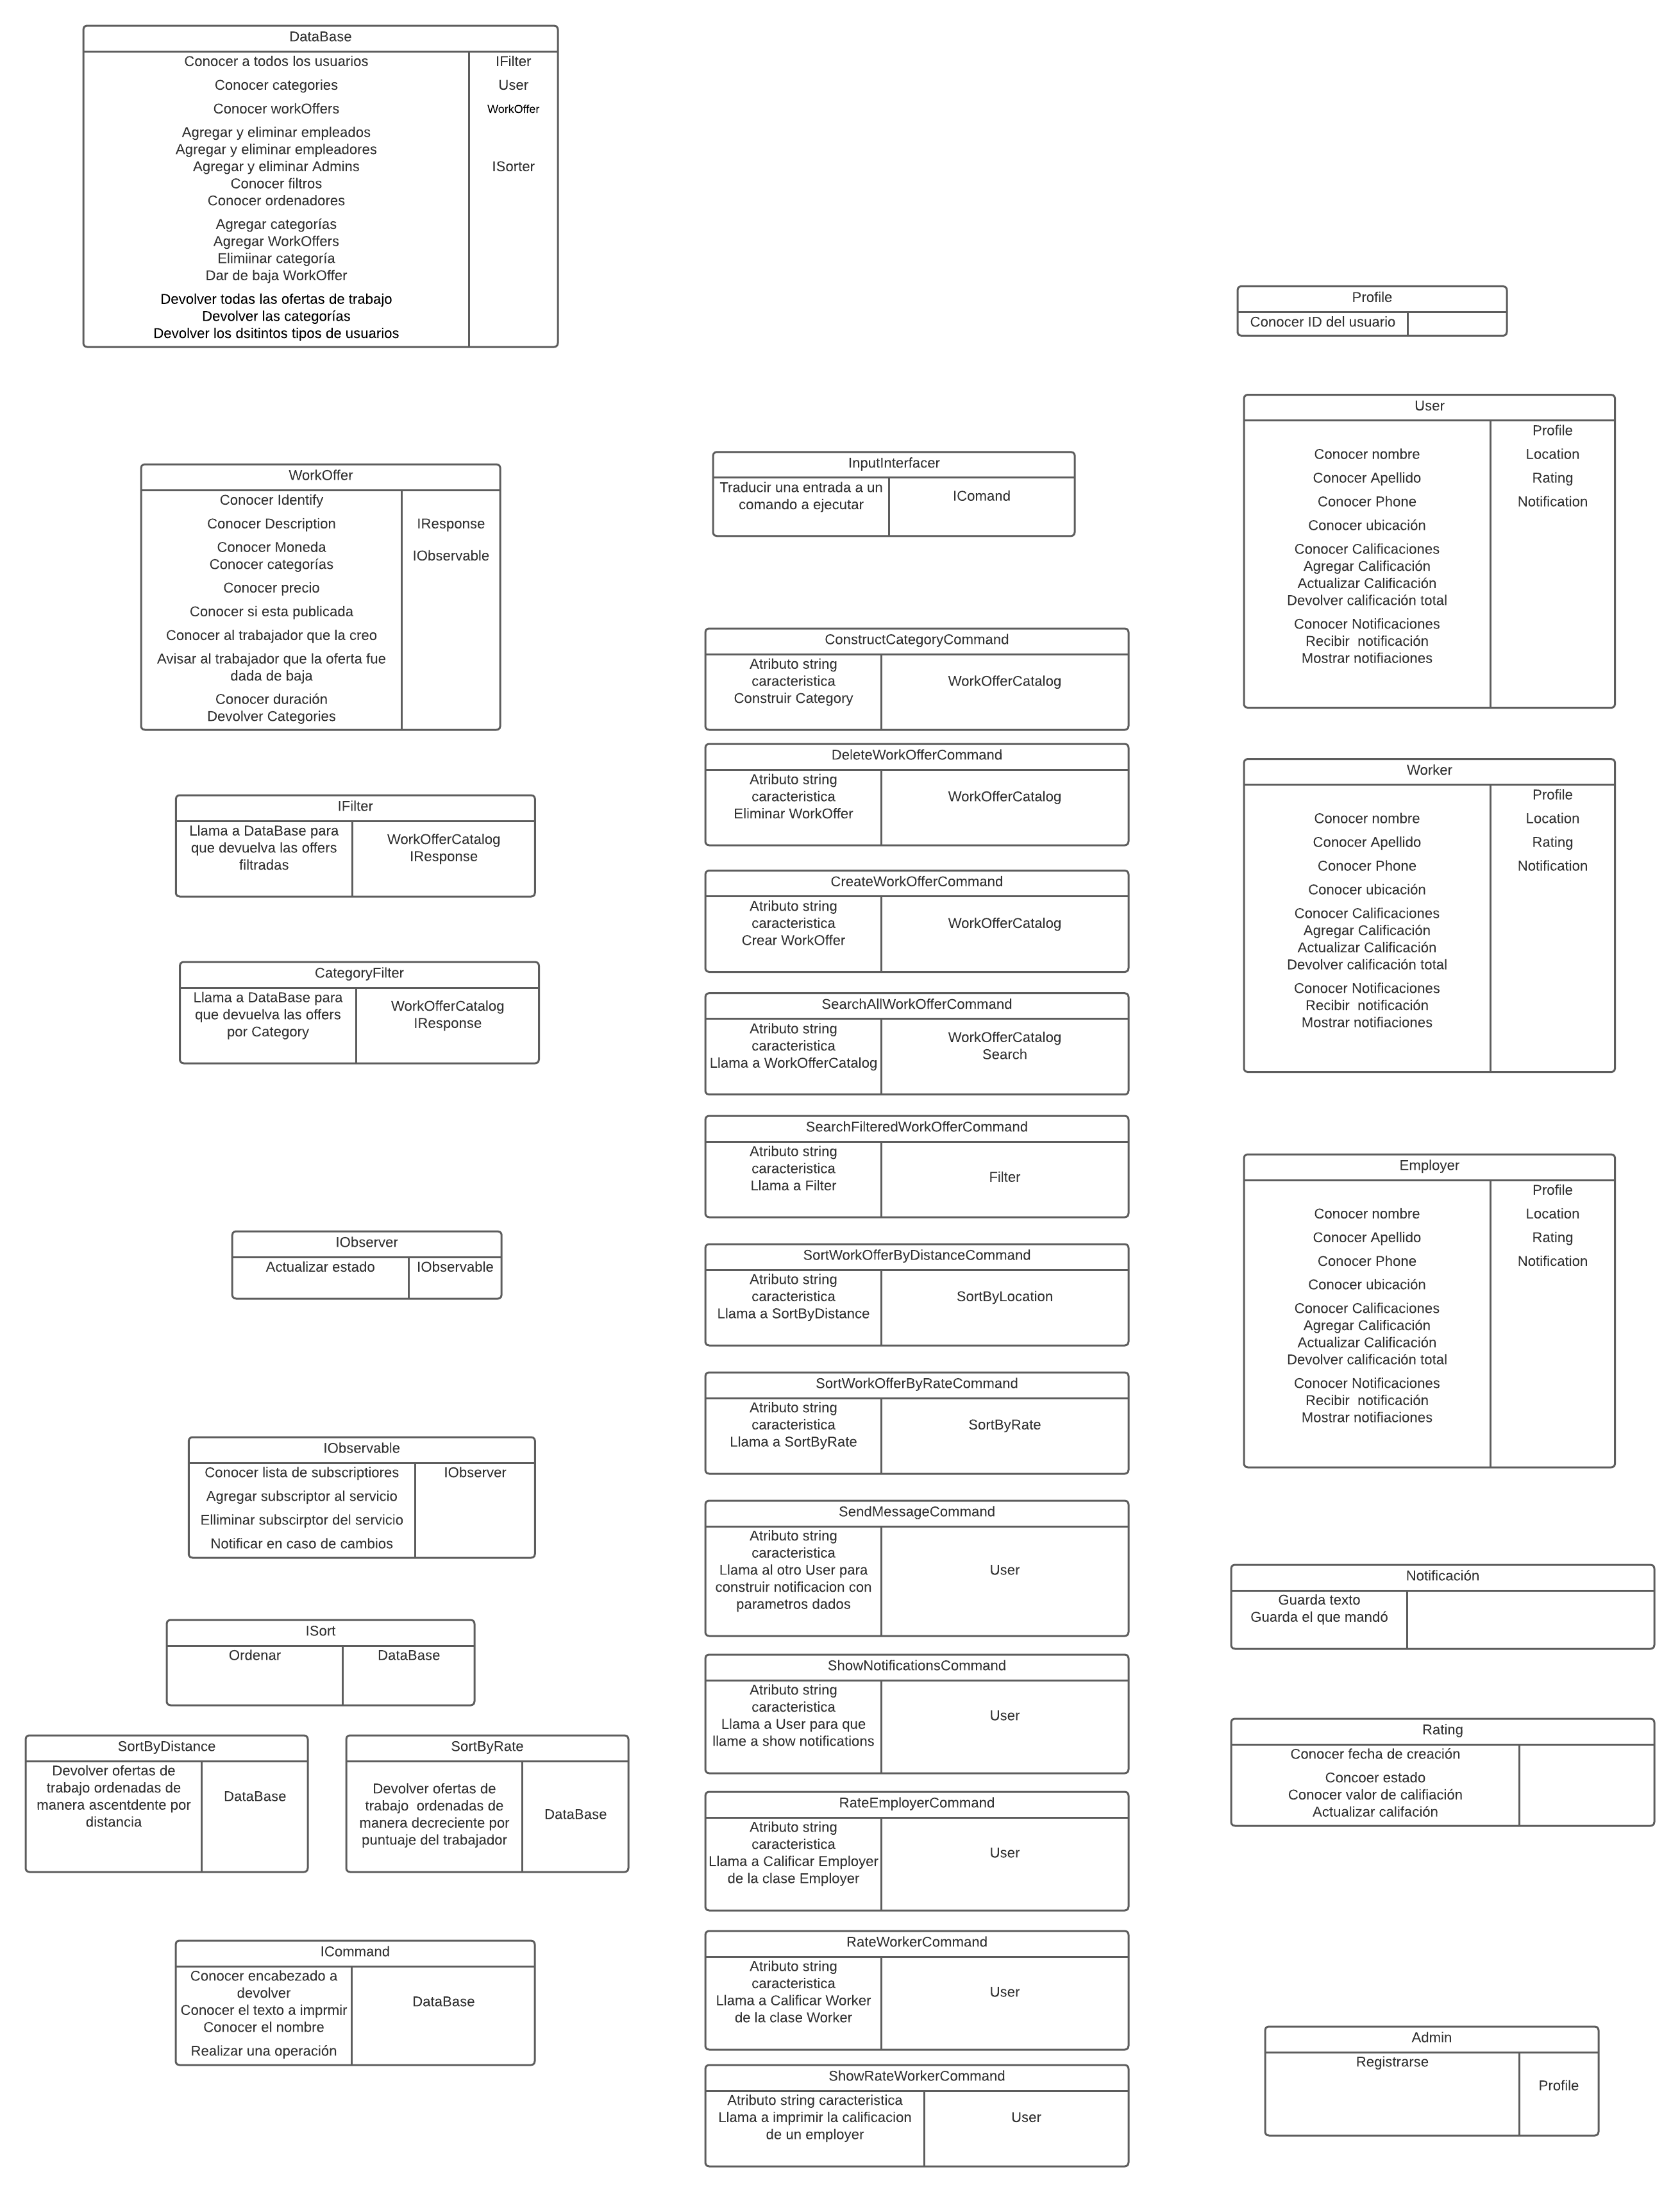 DataBase
Conocer a todos los usuarios
Conocer categories
Conocer workOffers
Agregar y eliminar empleados
Agregar y eliminar empleadores
Agregar y eliminar Admins
Conocer filtros
Conocer ordenadores
Agregar categorías
Agregar WorkOffers
Elimiinar categoría
Dar de baja WorkOffer
Devolver todas las ofertas de trabajo
Devolver las categorías
Devolver los dsitintos tipos de usuarios
IFilter
User
WorkOffer
ISorter
WorkOffer
Conocer Identify
Conocer Description
Conocer Moneda
Conocer categorías
Conocer precio
Conocer si esta publicada
Conocer al trabajador que la creo
Avisar al trabajador que la oferta fue
dada de baja
Conocer duración
Devolver Categories
IResponse
IObservable
IFilter
Llama a DataBase para
que devuelva las offers
filtradas
WorkOfferCatalog
IResponse
CategoryFilter
Llama a DataBase para
que devuelva las offers
por Category
WorkOfferCatalog
IResponse
IObserver
Actualizar estado
IObservable
IObservable
Conocer lista de subscriptiores
Agregar subscriptor al servicio
Elliminar subscirptor del servicio
Notificar en caso de cambios
IObserver
ISort
Ordenar
DataBase
SortByDistance
Devolver ofertas de
trabajo ordenadas de
manera ascentdente por
distancia
DataBase
SortByRate
Devolver ofertas de
trabajo  ordenadas de
manera decreciente por
puntuaje del trabajador
DataBase
ICommand
Conocer encabezado a
devolver
Conocer el texto a imprmir
Conocer el nombre
Realizar una operación
DataBase
InputInterfacer
Traducir una entrada a un
comando a ejecutar
IComand
ConstructCategoryCommand
Atributo string
caracteristica
Construir Category
WorkOfferCatalog
DeleteWorkOfferCommand
Atributo string
caracteristica
Eliminar WorkOffer
WorkOfferCatalog
CreateWorkOfferCommand
Atributo string
caracteristica
Crear WorkOffer
WorkOfferCatalog
SearchAllWorkOfferCommand
Atributo string
caracteristica
Llama a WorkOfferCatalog
WorkOfferCatalog
Search
SearchFilteredWorkOfferCommand
Atributo string
caracteristica
Llama a Filter
Filter
SortWorkOfferByDistanceCommand
Atributo string
caracteristica
Llama a SortByDistance
SortByLocation
SortWorkOfferByRateCommand
Atributo string
caracteristica
Llama a SortByRate
SortByRate
SendMessageCommand
Atributo string
caracteristica
Llama al otro User para
construir notificacion con
parametros dados
User
ShowNotificationsCommand
Atributo string
caracteristica
Llama a User para que
llame a show notifications
User
RateEmployerCommand
Atributo string
caracteristica
Llama a Calificar Employer
de la clase Employer
User
RateWorkerCommand
Atributo string
caracteristica
Llama a Calificar Worker
de la clase Worker
User
ShowRateWorkerCommand
Atributo string caracteristica
Llama a imprimir la calificacion
de un employer
User
Profile
Conocer ID del usuario
User
Conocer nombre
Conocer Apellido
Conocer Phone
Conocer ubicación
Conocer Calificaciones
Agregar Calificación
Actualizar Calificación
Devolver calificación total
Conocer Notificaciones
Recibir  notificación
Mostrar notifiaciones
Profile
Location
Rating
Notification
Worker
Conocer nombre
Conocer Apellido
Conocer Phone
Conocer ubicación
Conocer Calificaciones
Agregar Calificación
Actualizar Calificación
Devolver calificación total
Conocer Notificaciones
Recibir  notificación
Mostrar notifiaciones
Profile
Location
Rating
Notification
Employer
Conocer nombre
Conocer Apellido
Conocer Phone
Conocer ubicación
Conocer Calificaciones
Agregar Calificación
Actualizar Calificación
Devolver calificación total
Conocer Notificaciones
Recibir  notificación
Mostrar notifiaciones
Profile
Location
Rating
Notification
Notificación
Guarda texto
Guarda el que mandó
Rating
Conocer fecha de creación
Concoer estado
Conocer valor de califiación
Actualizar califación
Admin
Registrarse
Profile